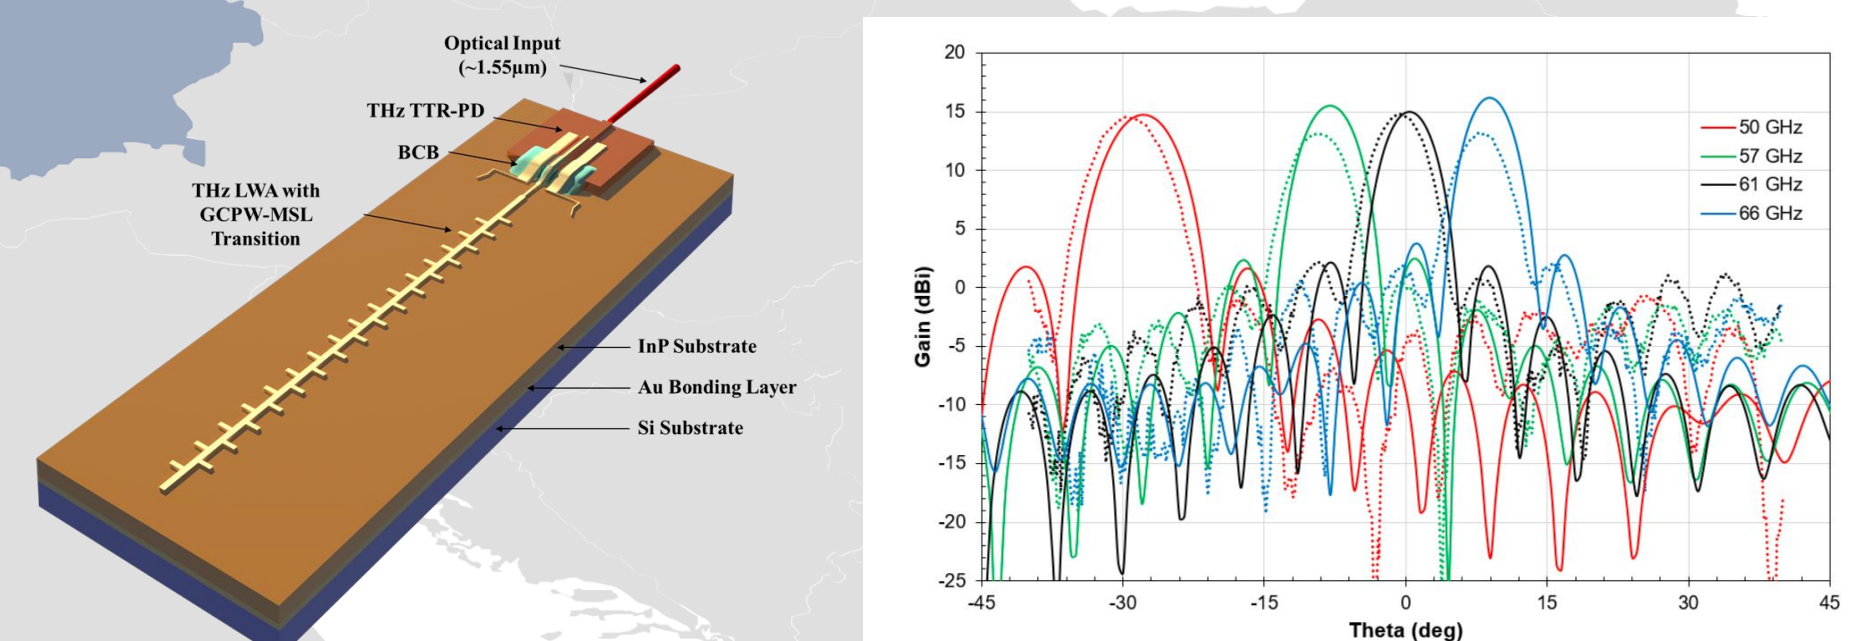 Optical Input
(~1.55µm)
THz TTR-PD
BCB
THz LWA with
GCPW-MSL
Transition
InP Substrate
Au Bonding Layer
Si Substrate
Gain (dBi)
20
15
10
5
0
-5
-10
-15
-20
-25
50 GHz
57 GHz
61 GHz
66 GHz
-45
-30
-15
0
15
30
45
Theta (deg)